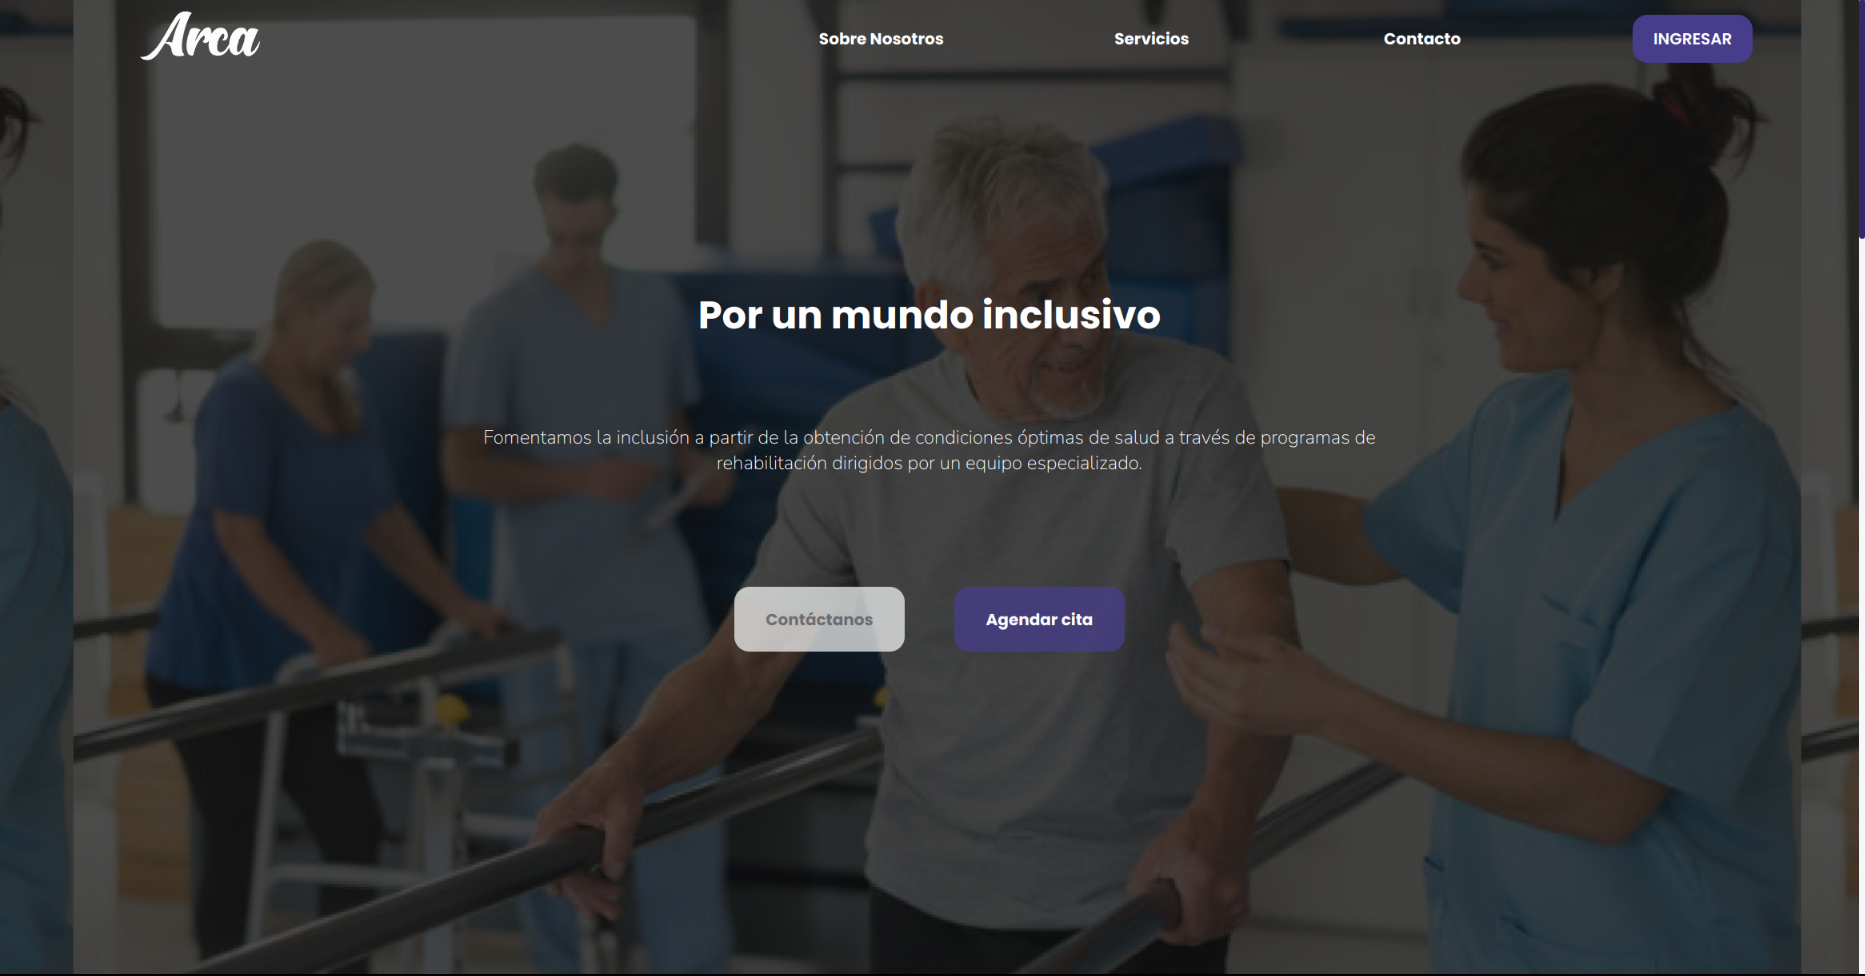 Arca
Sobre Nosotros
Servicios
Contacto
INGRESAR
Por un mundo inclusivo
Fomentamos la inclusión a partir de la obtención de condiciones óptimas de salud a través de programas de
rehabilitación dirigidos por un equipo especializado.
Contáctanos
Agendar cita